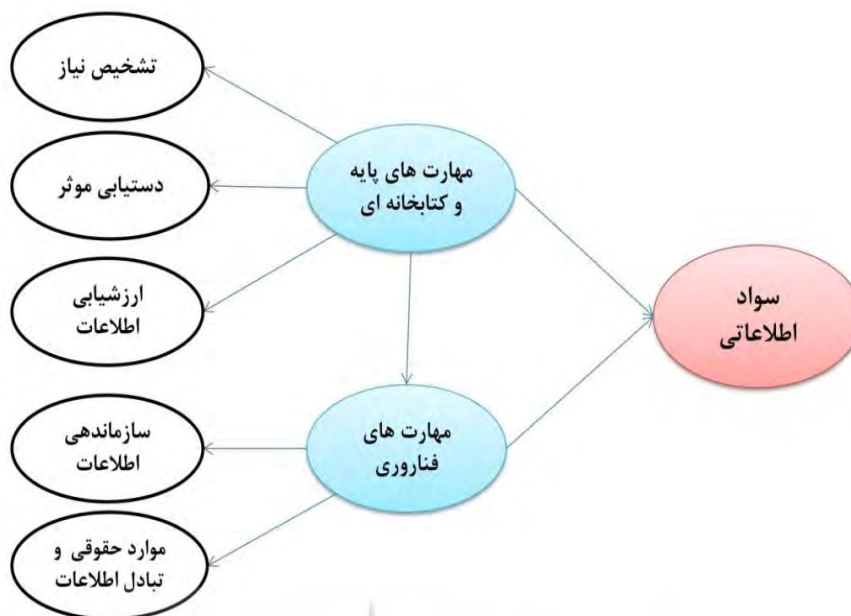 تشخیص نیاز
دستیابی موثر
ارزشیابی
اطلاعات
سازماندهی
اطلاعات
موارد حقوقی و
تبادل اطلاعات
مهارت های پایه
و کتابخانه ای
مهارت های
فناروری
سواد
اطلاعاتی